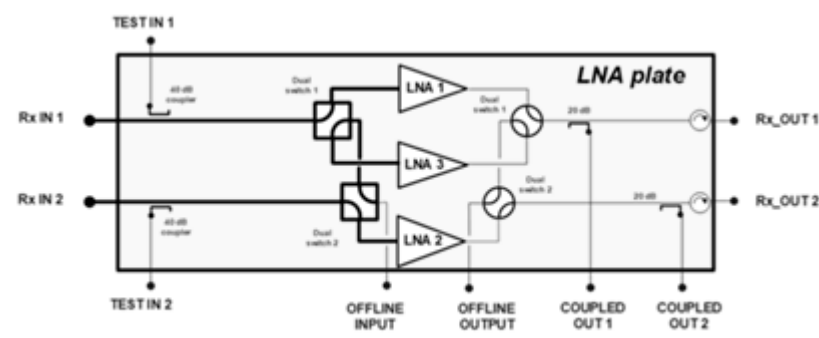 TEST IN 1
LNA plate
40 dB
coupler
Dual
switch 1
LNA 1
Dual
switch 1
20 dB
Rx IN 1
Rx_OUT 1
LNA 3
Dual
switch 2
Rx IN 2
20 dB
Rx_OUT 2
40 dB
coupler
Dual
switch 2
LNA 2
TEST IN 2
OFFLINE
INPUT
OFFLINE
OUTPUT
COUPLED
OUT 1
COUPLED
OUT 2